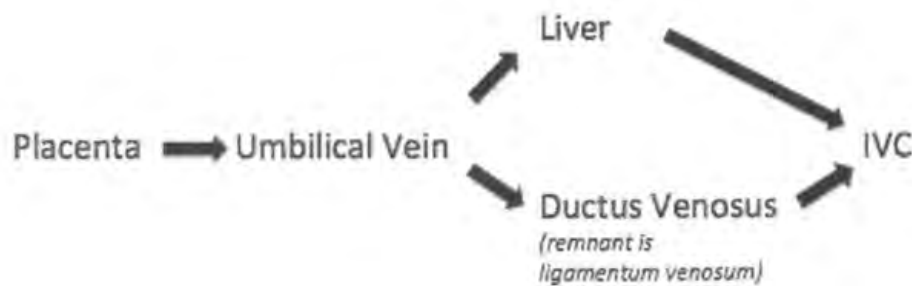 Liver
Placenta Umbilical Vein IVC
Ductus Venosus
(remnant is
ligamentum venosum)